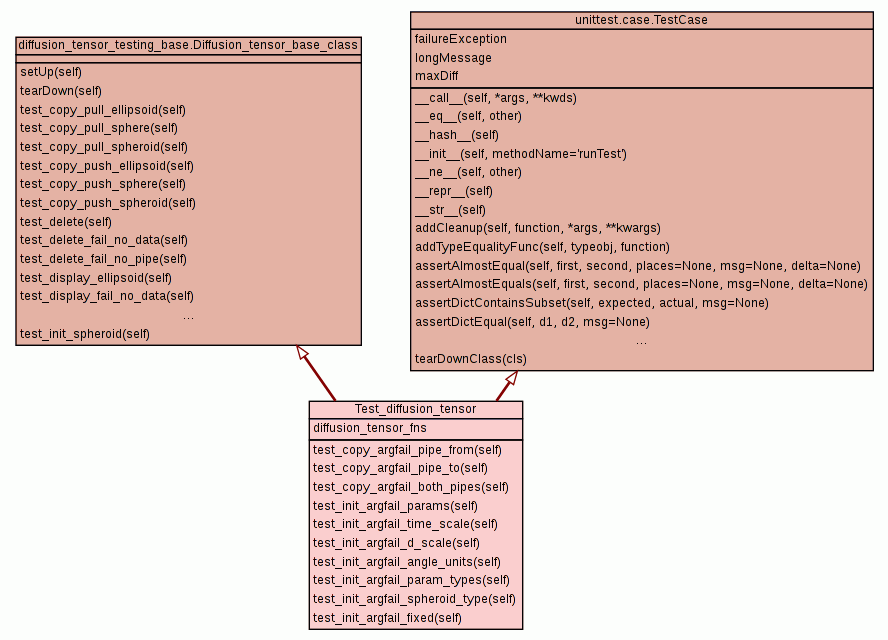 diffusion_tensor_testing_base.Diffusion_tensor_base_class
setUp(self)
tearDown(self)
test_copy_pull_ellipsoid(self)
test_copy_pull_sphere(self)
test_copy_pull_spheroid(self)
test_copy_push_ellipsoid(self)
test_copy_push_sphere(self)
test_copy_push_spheroid(self)
test_delete(self)
test_delete_fail_no_data(self)
test_delete_fail_no_pipe(self)
test_display_ellipsoid(self)
test_display_fail_no_data(self)
...
test_init_spheroid(self)
unittest.case.TestCase
failureException
longMessage
maxDiff
__call__(self, *args, **kwds)
__eq__(self, other)
__hash__(self)
__init__(self, methodName='runTest')
__ne__(self, other)
__repr__(self)
__str__(self)
addCleanup(self, function, *args, **kwargs)
addTypeEqualityFunc(self, typeobj, function)
assertAlmostEqual(self, first, second, places=None, msg=None, delta=None)
assertAlmostEquals(self, first, second, places=None, msg=None, delta=None)
assertDictContainsSubset(self, expected, actual, msg=None)
assertDictEqual(self, d1, d2, msg=None)
...
tearDownClass(cls)
Test_diffusion_tensor
diffusion_tensor_fns
test_copy_argfail_pipe_from(self)
test_copy_argfail_pipe_to(self)
test_copy_argfail_both_pipes(self)
test_init_argfail_params(self)
test_init_argfail_time_scale(self)
test_init_argfail_d_scale(self)
test_init_argfail_angle_units(self)
test_init_argfail_param_types(self)
test_init_argfail_spheroid_type(self)
test_init_argfail_fixed(self)